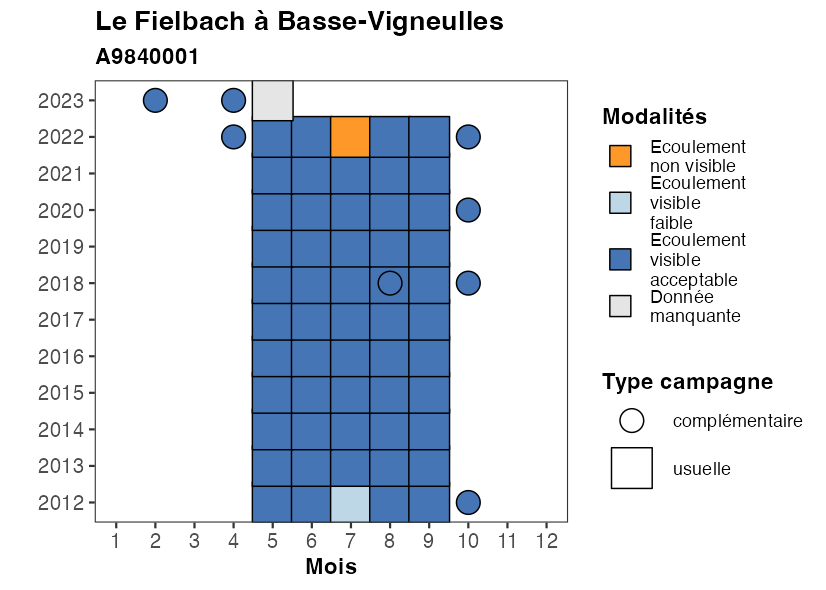 Le Fielbach à Basse-Vigneulles
A9840001
2023
2022
2021
2020
2019
2018
2017
2016
2015
2014
2013
2012
1 2 3 4 5 6 7 8 9 10 11 12
Mois
Modalités
Ecoulement
non visible
Ecoulement
visible
faible
Ecoulement
visible
acceptable
Donnée
manquante
Type campagne
complémentaire
usuelle